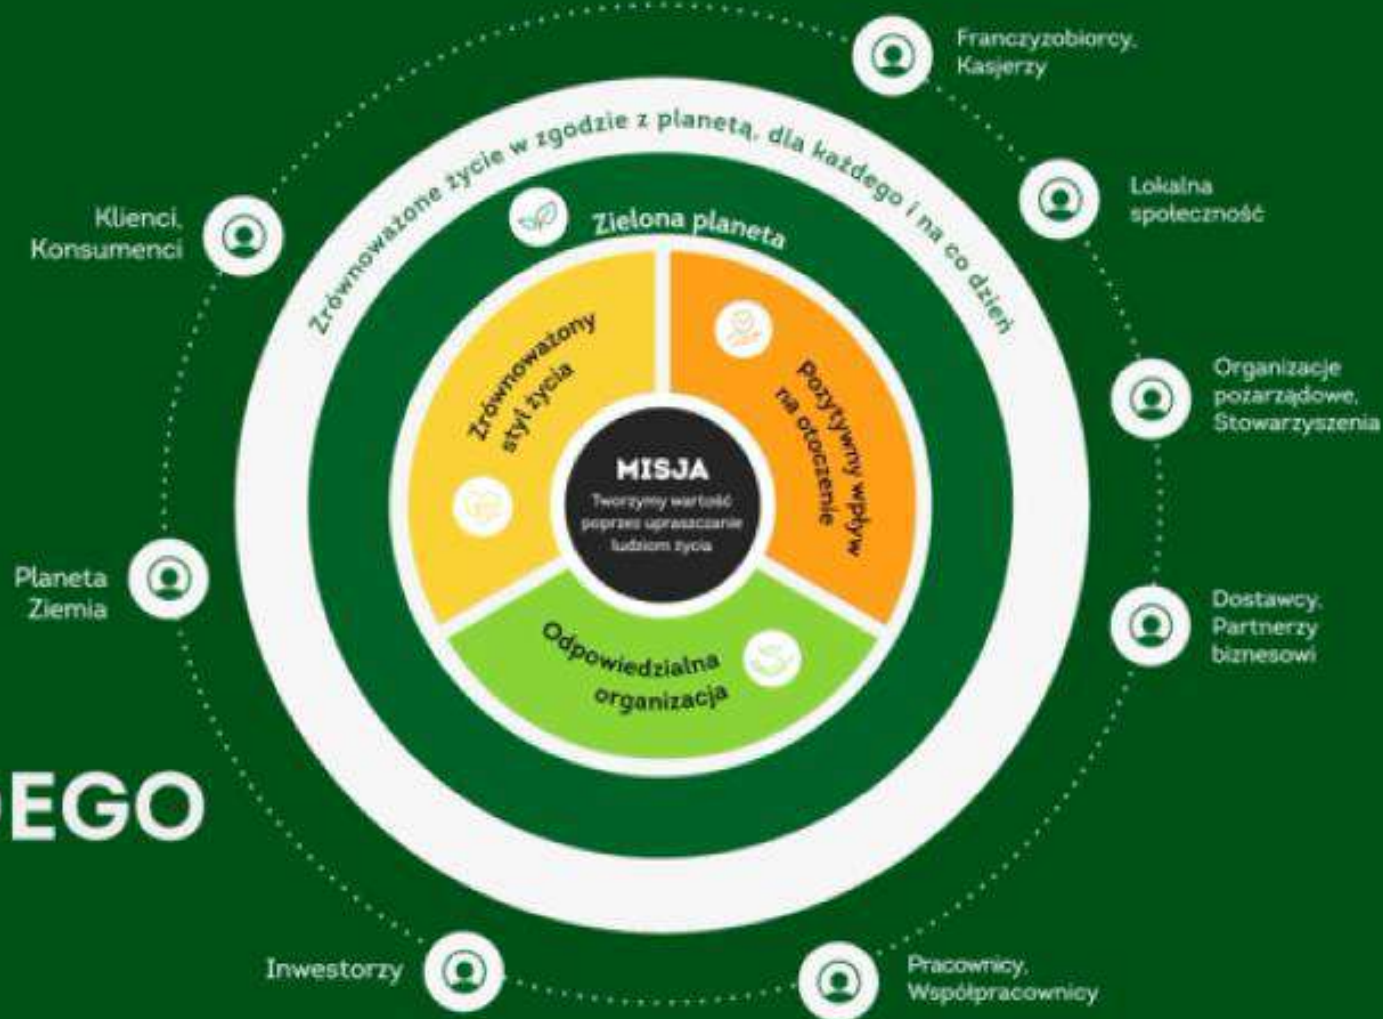 Franczyzobiorcy,
Kasjerzy
Lokalna
społeczność
Organizacje
pozarządowe,
Stowarzyszenia
Dostawcy,
Partnerzy
biznesowi
Pracownicy,
Współpracownicy
Inwestorzy
Planeta
Ziemia
Klienci,
Konsumenci
Zrównoważone życie w zgodzie z planetą, dla każdego i na co dzień
Zielona planeta
Zrównoważony
styl życia
Pozytywny wpływ
na otoczenie
Odpowiedzialna
organizacja
MISJA
Tworzymy wartość
poprzez upraszczanie
ludziom życia